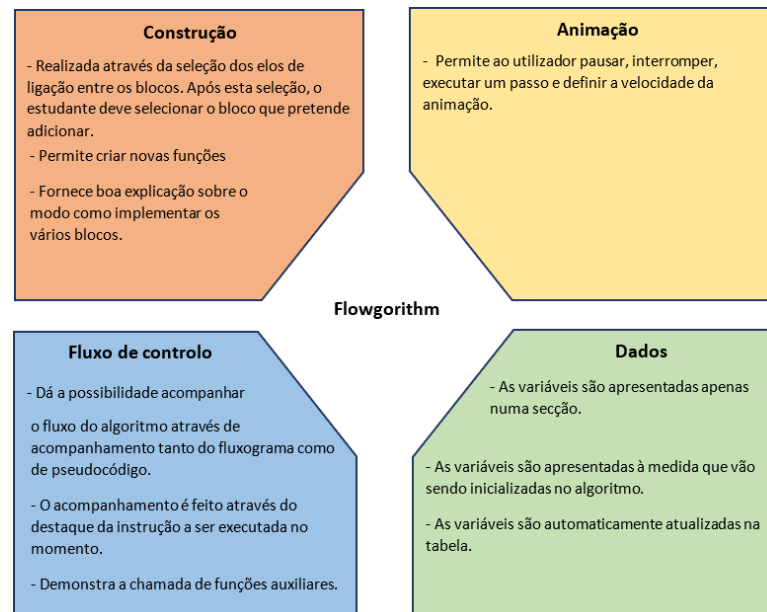 Construção
- Realizada através da seleção dos elos de
ligação entre os blocos. Após esta seleção, o
estudante deve selecionar o bloco que pretende
adicionar.
- Permite criar novas funções
- Fornece boa explicação sobre o
modo como implementar os
vários blocos.
Animação
- Permite ao utilizador pausar, interromper,
executar um passo e definir a velocidade da
animação.
Flowgorithm
Fluxo de controlo
- Dá a possibilidade acompanhar
o fluxo do algoritmo através de
acompanhamento tanto do fluxograma como
de pseudocódigo.
- O acompanhamento é feito através do
destaque da instrução a ser executada no
momento.
- Demonstra a chamada de funções auxiliares.
Dados
- As variáveis são apresentadas apenas
numa secção.
- As variáveis são apresentadas à medida que vão
sendo inicializadas no algoritmo.
- As variáveis são automaticamente atualizadas na
tabela.